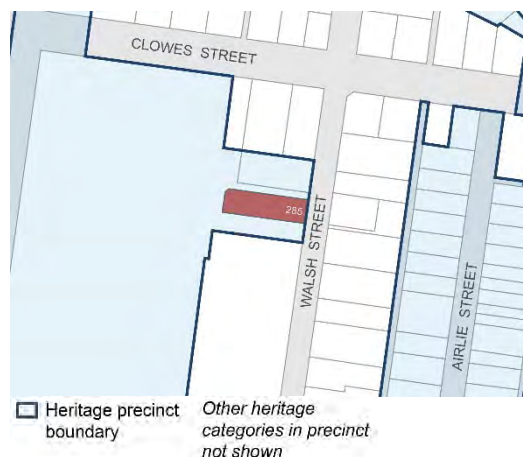 CLOWES STREET
285
WALSH STREET
AIRLIE STREET
Heritage precinct
boundary
Other heritage
categories in precinct
not shown